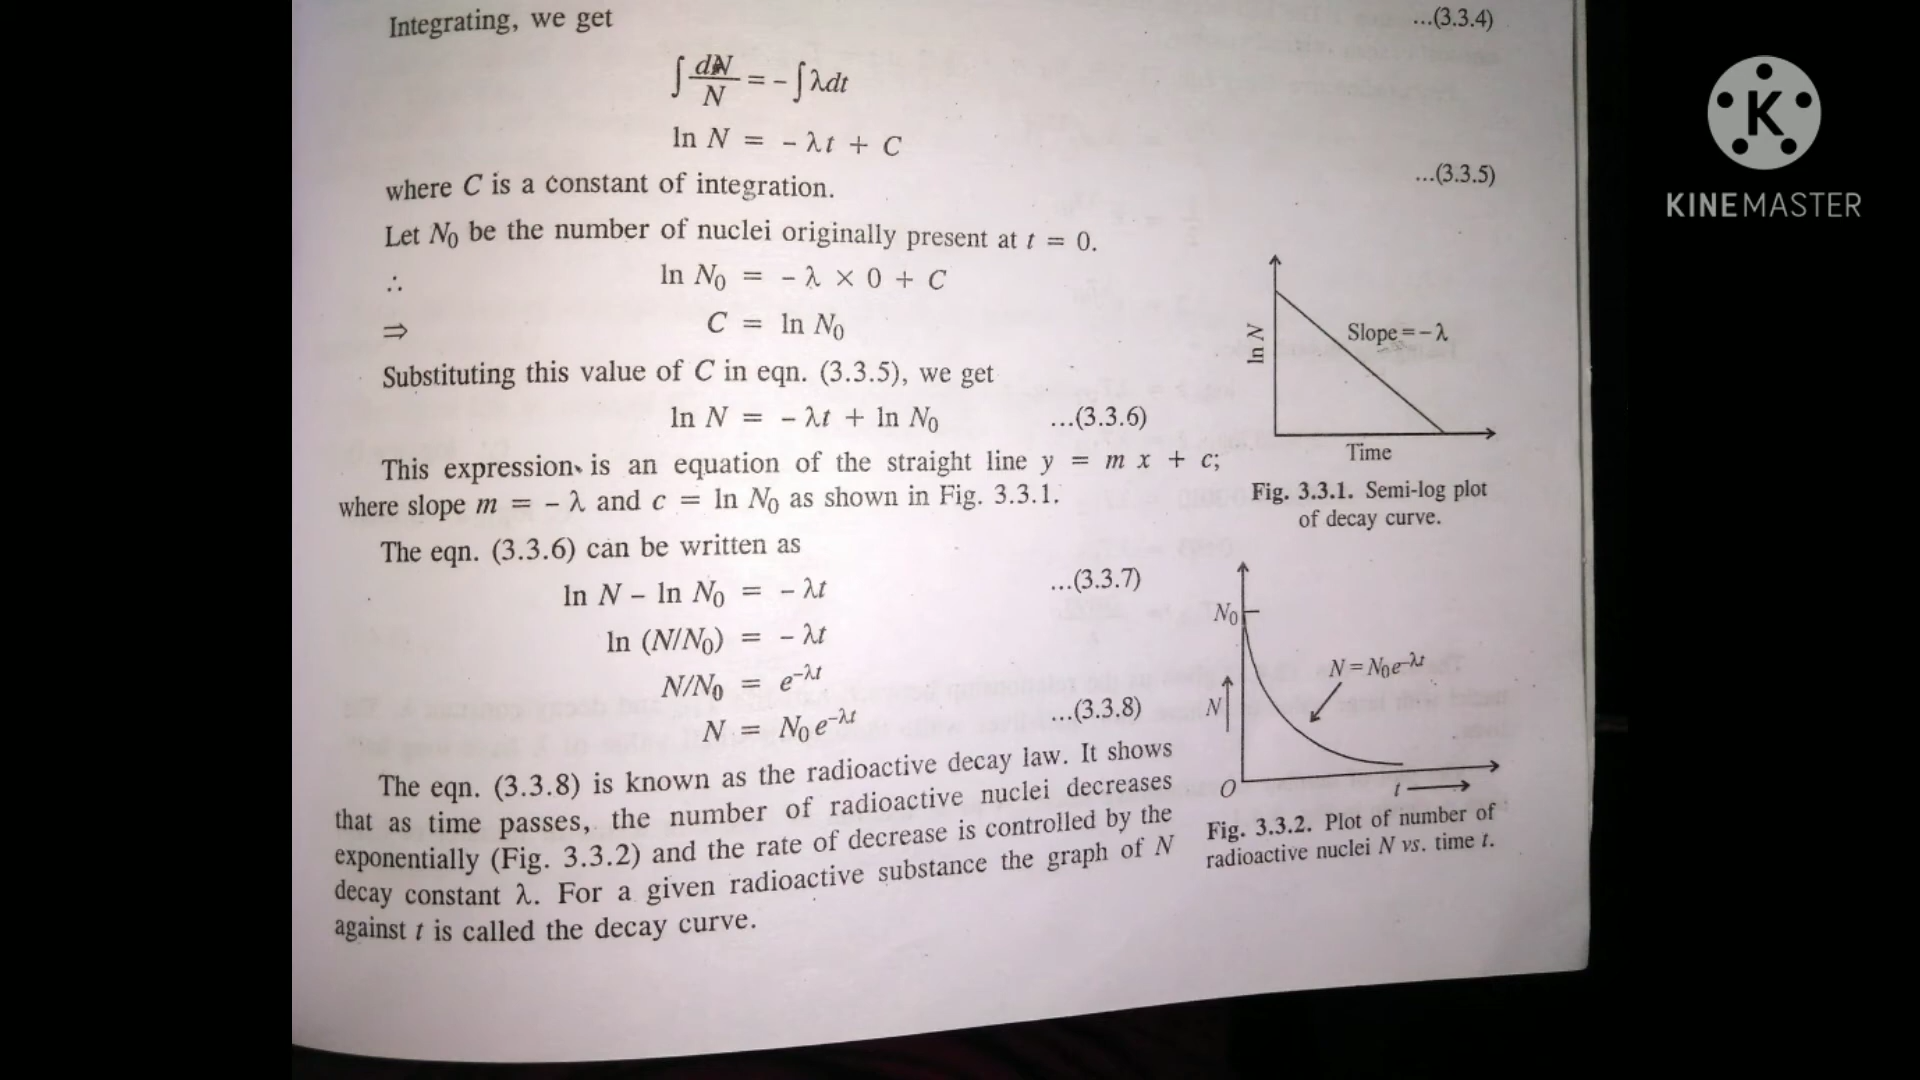 Integrating, we get ...(3.3.4)
∫ dN/N = – ∫ λdt
ln N = – λt + C
where C is a constant of integration. ...(3.3.5)
Let N₀ be the number of nuclei originally present at t = 0.
∴ ln N₀ = – λ × 0 + C
⇒ C = ln N₀
Substituting this value of C in eqn. (3.3.5), we get
ln N = – λt + ln N₀ ...(3.3.6)
This expression is an equation of the straight line y = m x + c;
where slope m = – λ and c = ln N₀ as shown in Fig. 3.3.1.
The eqn. (3.3.6) can be written as
ln N – ln N₀ = – λt ...(3.3.7)
ln (N/N₀) = – λt
N/N₀ = e^–λt
N = N₀ e^–λt ...(3.3.8)
The eqn. (3.3.8) is known as the radioactive decay law. It shows
that as time passes, the number of radioactive nuclei decreases
exponentially (Fig. 3.3.2) and the rate of decrease is controlled by the
decay constant λ. For a given radioactive substance the graph of N
against t is called the decay curve.
ln N
Slope = – λ
Time
Fig. 3.3.1. Semi-log plot
of decay curve.
N₀
N = N₀e^–λt
N
O
t
Fig. 3.3.2. Plot of number of
radioactive nuclei N vs. time t.
K
KINEMASTER